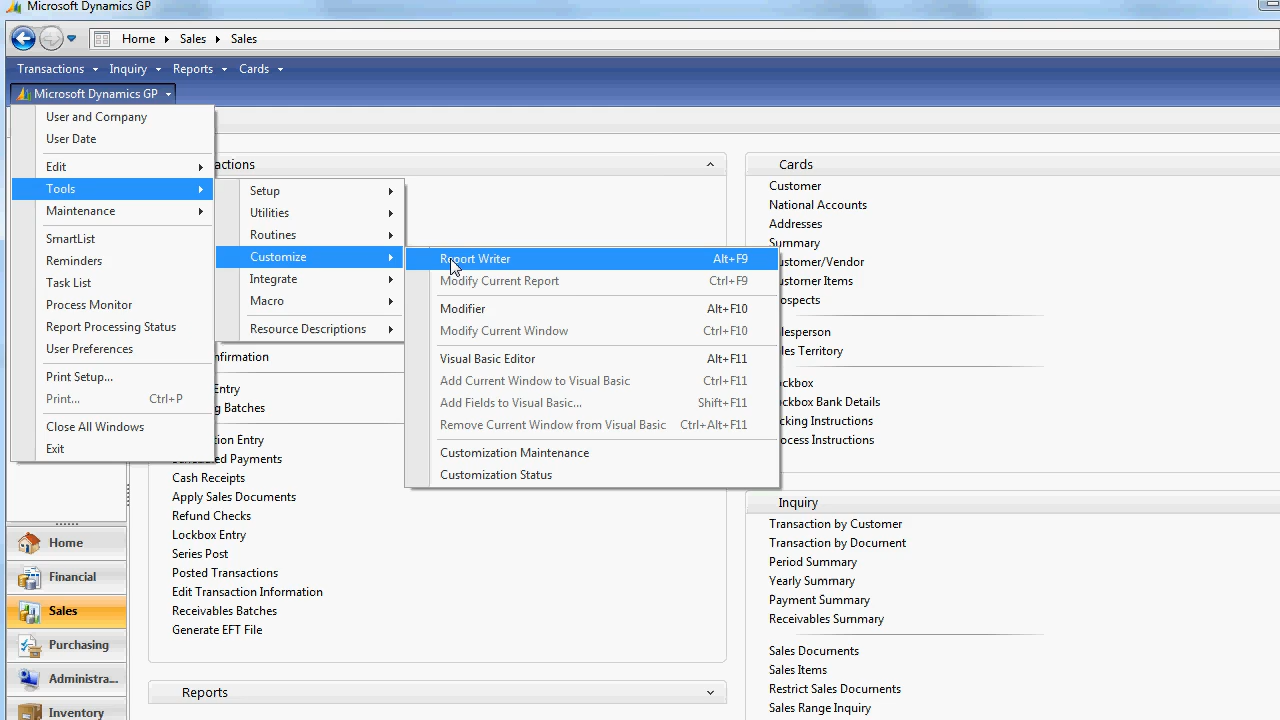 Microsoft Dynamics GP
Home Sales Sales
Transactions Inquiry Reports Cards
Microsoft Dynamics GP
User and Company
User Date
Edit
Tools
Maintenance
SmartList
Reminders
Task List
Process Monitor
Report Processing Status
User Preferences
Print Setup...
Print... Ctrl+P
Close All Windows
Exit
Setup
Utilities
Routines
Customize
Integrate
Macro
Resource Descriptions
Report Writer Alt+F9
Modify Current Report Ctrl+F9
Modifier Alt+F10
Modify Current Window Ctrl+F10
Visual Basic Editor Alt+F11
Add Current Window to Visual Basic Ctrl+F11
Add Fields to Visual Basic... Shift+F11
Remove Current Window from Visual Basic Ctrl+Alt+F11
Customization Maintenance
Customization Status
actions
nformation
Entry
g Batches
ion Entry
Scheduled Payments
Cash Receipts
Apply Sales Documents
Refund Checks
Lockbox Entry
Series Post
Posted Transactions
Edit Transaction Information
Receivables Batches
Generate EFT File
Reports
Cards
Customer
National Accounts
Addresses
Summary
ustomer/Vendor
ustomer Items
ospects
lesperson
les Territory
ckbox
ckbox Bank Details
cking Instructions
ocess Instructions
Inquiry
Transaction by Customer
Transaction by Document
Period Summary
Yearly Summary
Payment Summary
Receivables Summary
Sales Documents
Sales Items
Restrict Sales Documents
Sales Range Inquiry
Home
Financial
Sales
Purchasing
Administra...
Inventory